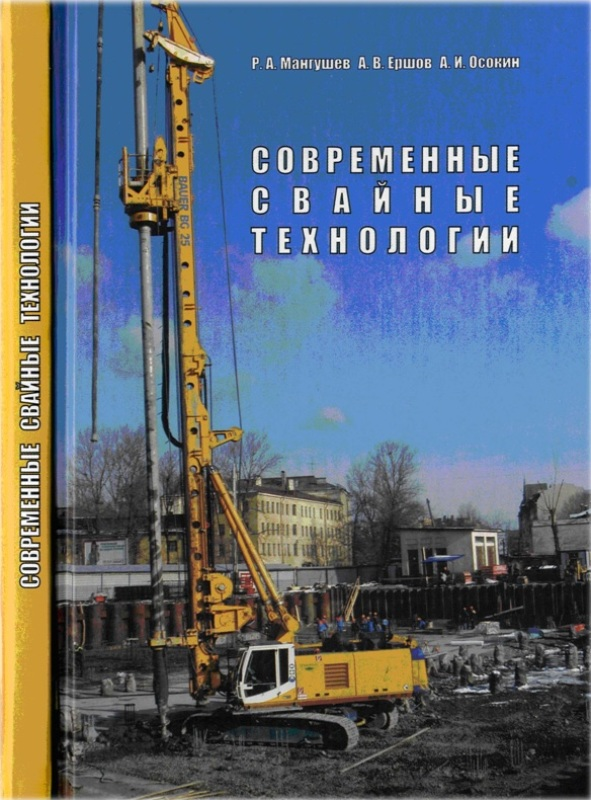 Р. А. Мангушев А. В. Ершов А. И. Осокин
СОВРЕМЕННЫЕ
СВАЙНЫЕ
ТЕХНОЛОГИИ
СОВРЕМЕННЫЕ СВАЙНЫЕ ТЕХНОЛОГИИ
BAUER BG 25